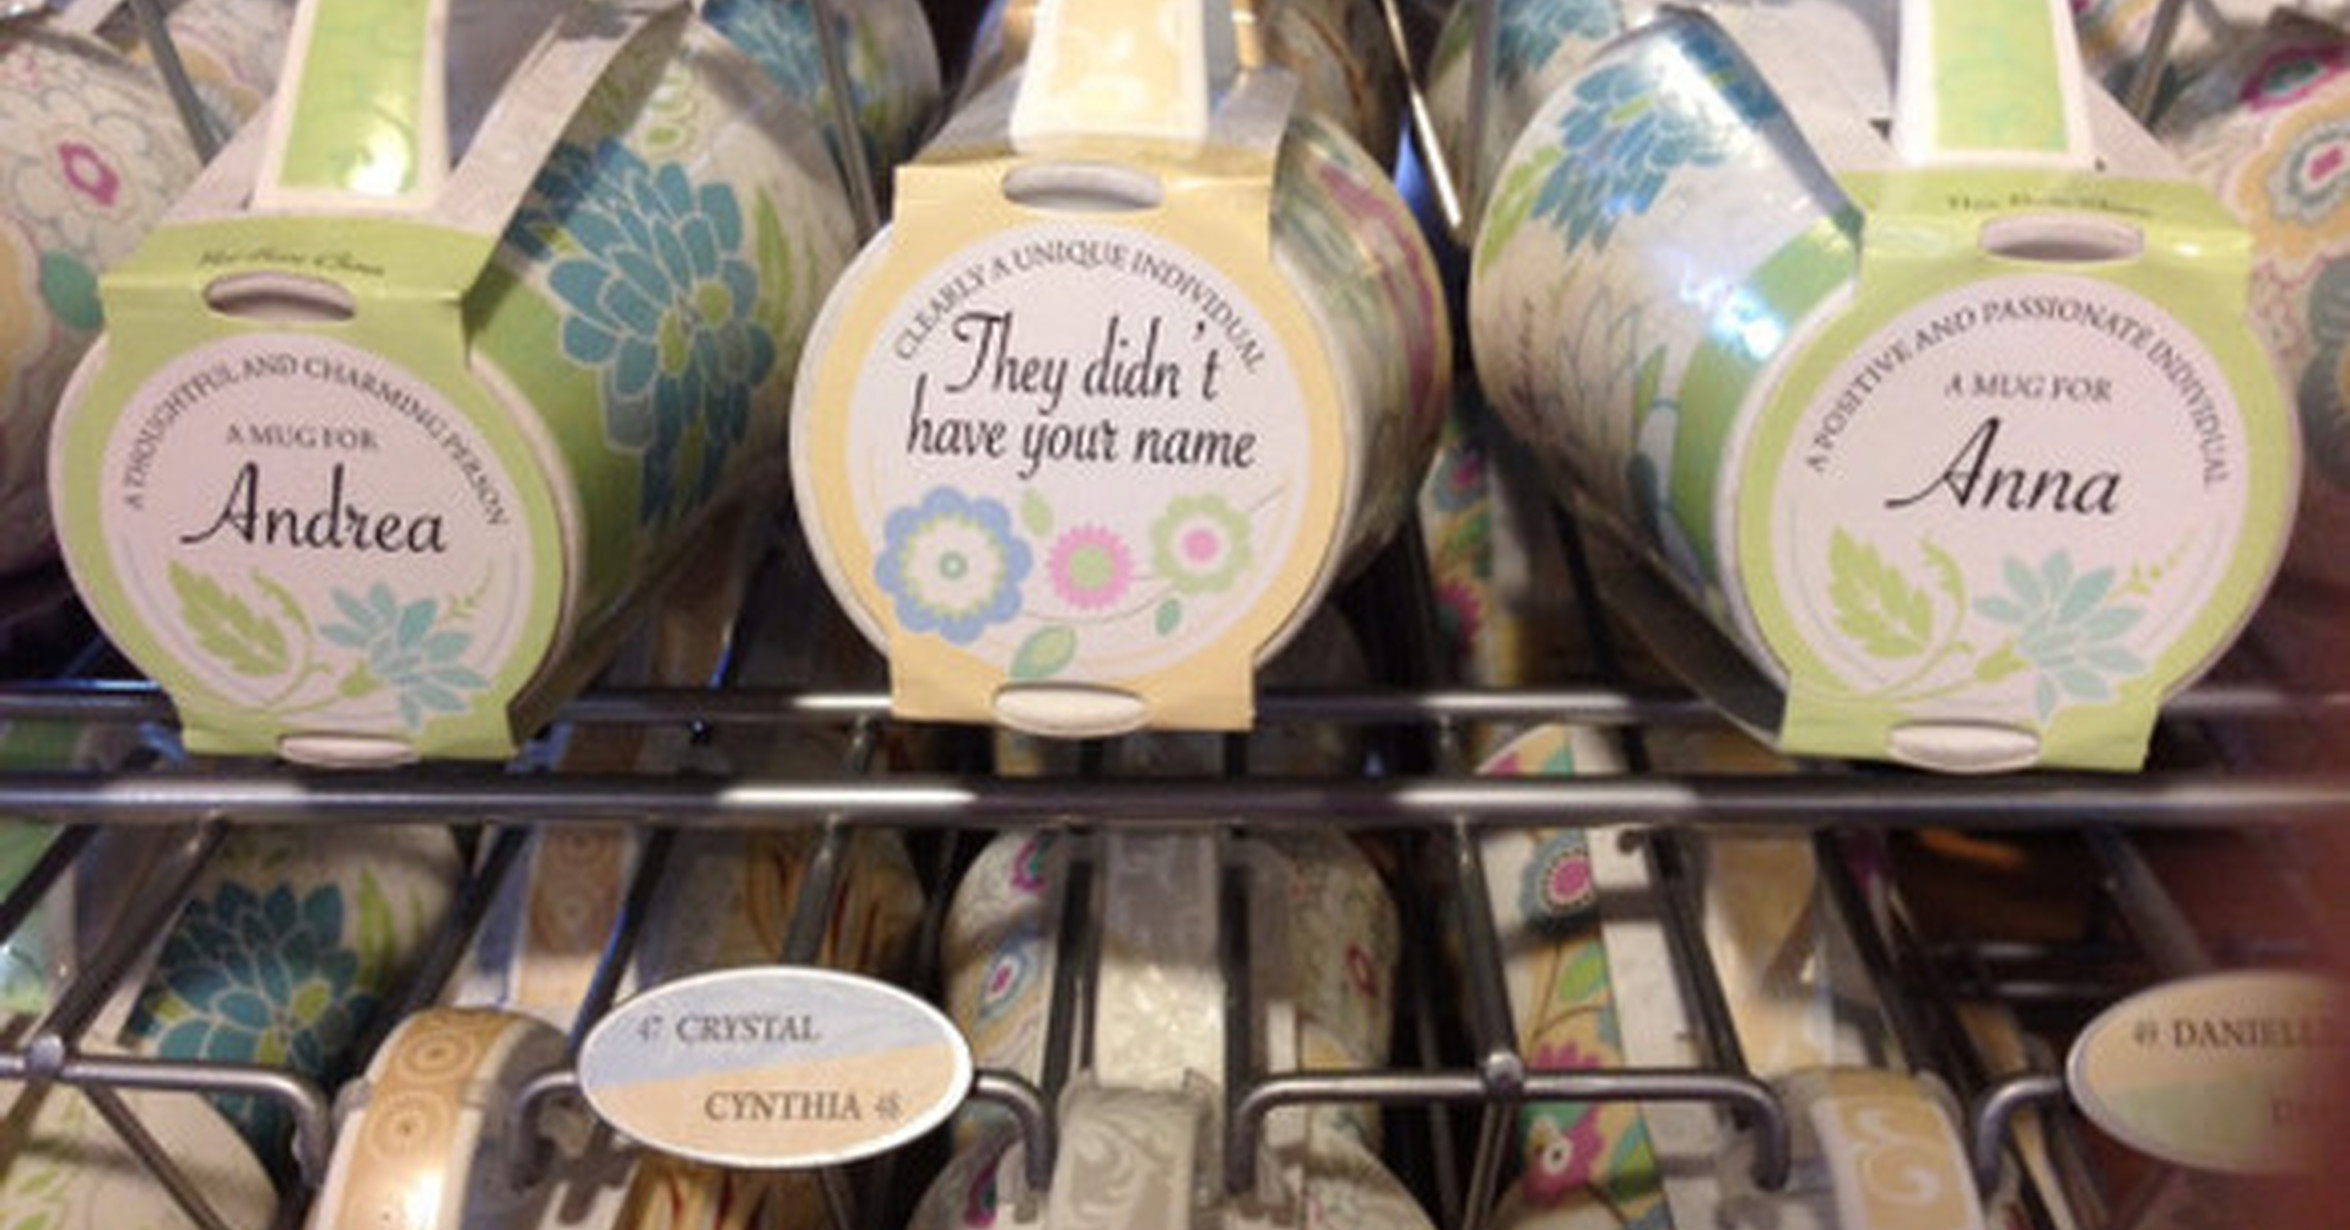 A THOUGHTFUL AND CHARMING PERSON
A MUG FOR
Andrea
CLEARLY A UNIQUE INDIVIDUAL
They didn't
have your name
A POSITIVE AND PASSIONATE INDIVIDUAL
A MUG FOR
Anna
47 CRYSTAL
CYNTHIA 48
49